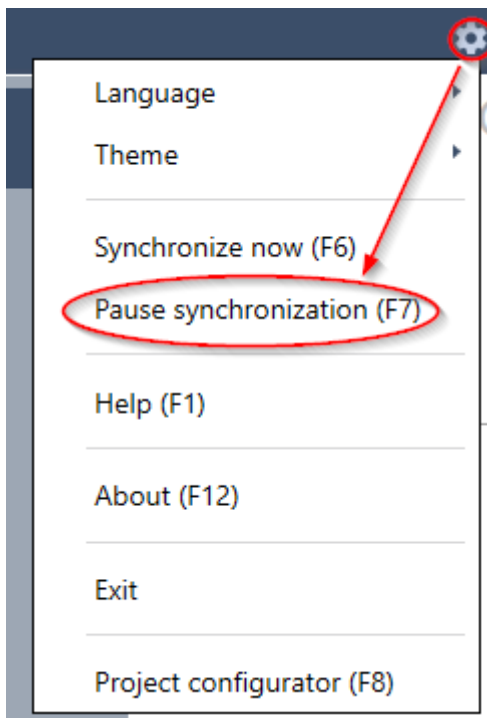 Language
Theme
Synchronize now (F6)
Pause synchronization (F7)
Help (F1)
About (F12)
Exit
Project configurator (F8)